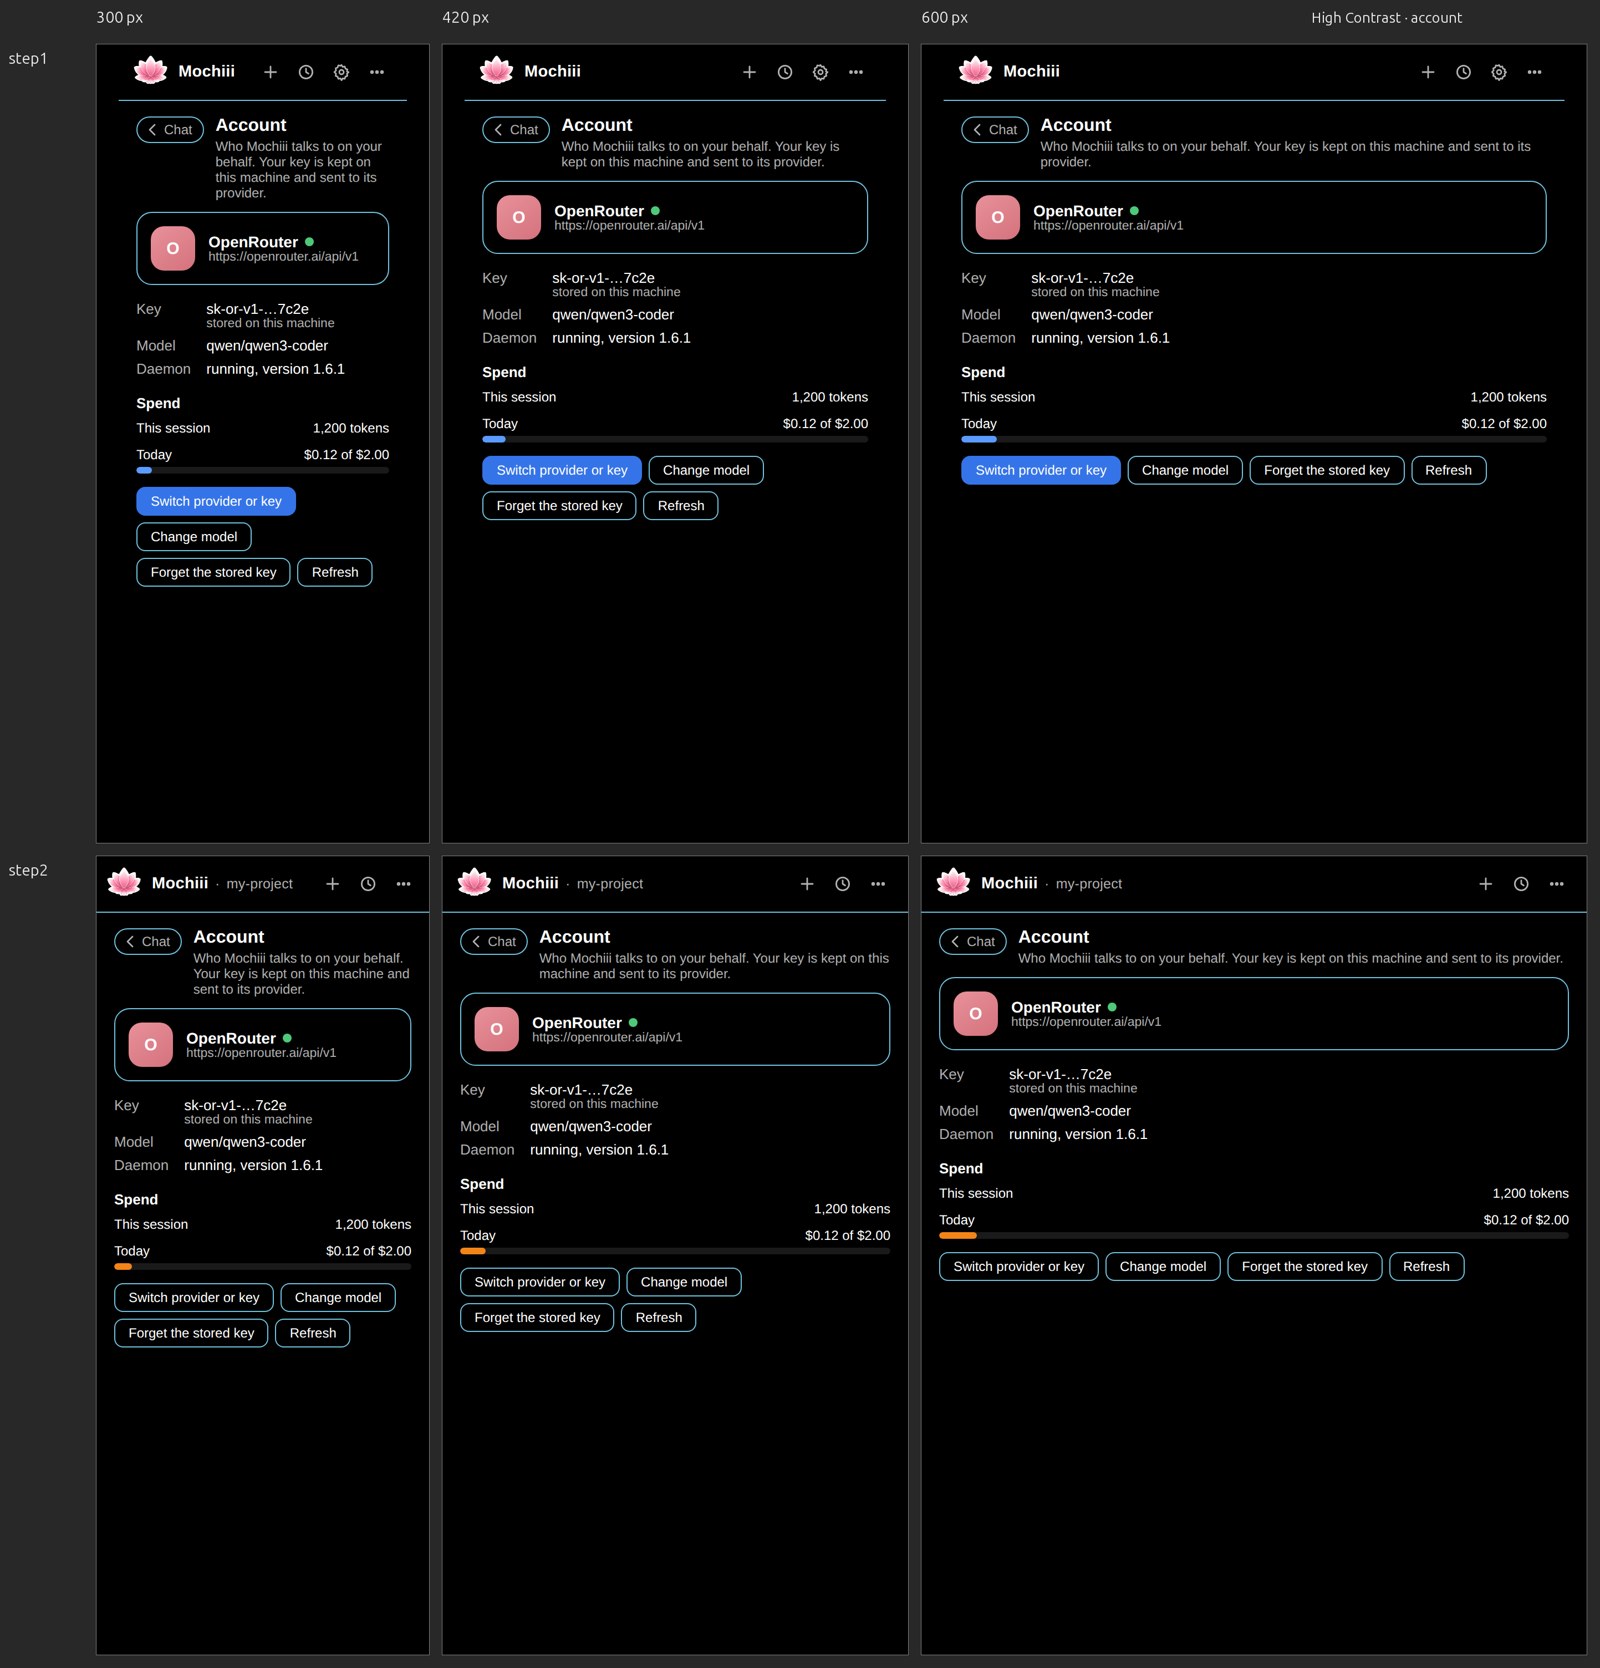 300 px
420 px
600 px
High Contrast · account
step1
Mochiii
Chat
Account
Who Mochiii talks to on your
behalf. Your key is kept on
this machine and sent to its
provider.
O
OpenRouter
https://openrouter.ai/api/v1
Key
sk-or-v1-…7c2e
stored on this machine
Model
qwen/qwen3-coder
Daemon
running, version 1.6.1
Spend
This session
1,200 tokens
Today
$0.12 of $2.00
Switch provider or key
Change model
Forget the stored key
Refresh
Mochiii
Chat
Account
Who Mochiii talks to on your behalf. Your key is
kept on this machine and sent to its provider.
O
OpenRouter
https://openrouter.ai/api/v1
Key
sk-or-v1-…7c2e
stored on this machine
Model
qwen/qwen3-coder
Daemon
running, version 1.6.1
Spend
This session
1,200 tokens
Today
$0.12 of $2.00
Switch provider or key
Change model
Forget the stored key
Refresh
Mochiii
Chat
Account
Who Mochiii talks to on your behalf. Your key is kept on this machine and sent to its
provider.
O
OpenRouter
https://openrouter.ai/api/v1
Key
sk-or-v1-…7c2e
stored on this machine
Model
qwen/qwen3-coder
Daemon
running, version 1.6.1
Spend
This session
1,200 tokens
Today
$0.12 of $2.00
Switch provider or key
Change model
Forget the stored key
Refresh
step2
Mochiii · my-project
Chat
Account
Who Mochiii talks to on your behalf.
Your key is kept on this machine and
sent to its provider.
O
OpenRouter
https://openrouter.ai/api/v1
Key
sk-or-v1-…7c2e
stored on this machine
Model
qwen/qwen3-coder
Daemon
running, version 1.6.1
Spend
This session
1,200 tokens
Today
$0.12 of $2.00
Switch provider or key
Change model
Forget the stored key
Refresh
Mochiii · my-project
Chat
Account
Who Mochiii talks to on your behalf. Your key is kept on this
machine and sent to its provider.
O
OpenRouter
https://openrouter.ai/api/v1
Key
sk-or-v1-…7c2e
stored on this machine
Model
qwen/qwen3-coder
Daemon
running, version 1.6.1
Spend
This session
1,200 tokens
Today
$0.12 of $2.00
Switch provider or key
Change model
Forget the stored key
Refresh
Mochiii · my-project
Chat
Account
Who Mochiii talks to on your behalf. Your key is kept on this machine and sent to its provider.
O
OpenRouter
https://openrouter.ai/api/v1
Key
sk-or-v1-…7c2e
stored on this machine
Model
qwen/qwen3-coder
Daemon
running, version 1.6.1
Spend
This session
1,200 tokens
Today
$0.12 of $2.00
Switch provider or key
Change model
Forget the stored key
Refresh